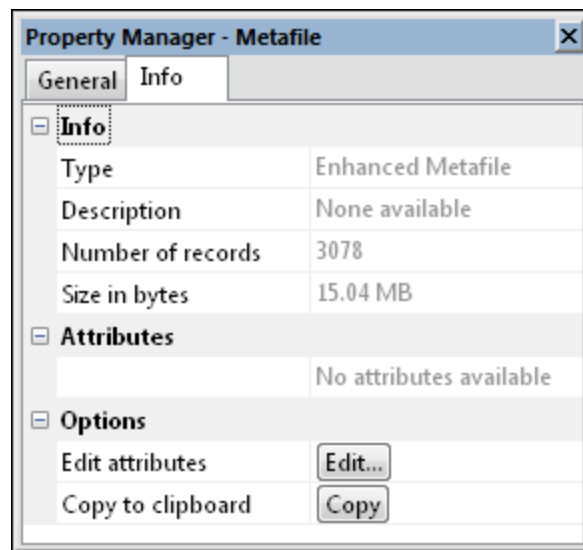 Property Manager - Metafile
General Info
Info
Type Enhanced Metafile
Description None available
Number of records 3078
Size in bytes 15.04 MB
Attributes
No attributes available
Options
Edit attributes Edit...
Copy to clipboard Copy